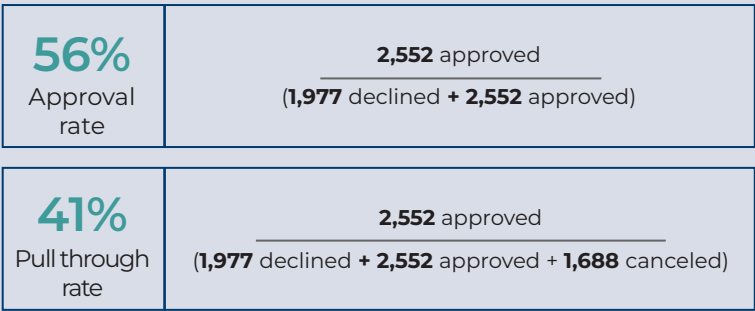 56%
Approval
rate
2,552 approved
(1,977 declined + 2,552 approved)
41%
Pull through
rate
2,552 approved
(1,977 declined + 2,552 approved + 1,688 canceled)